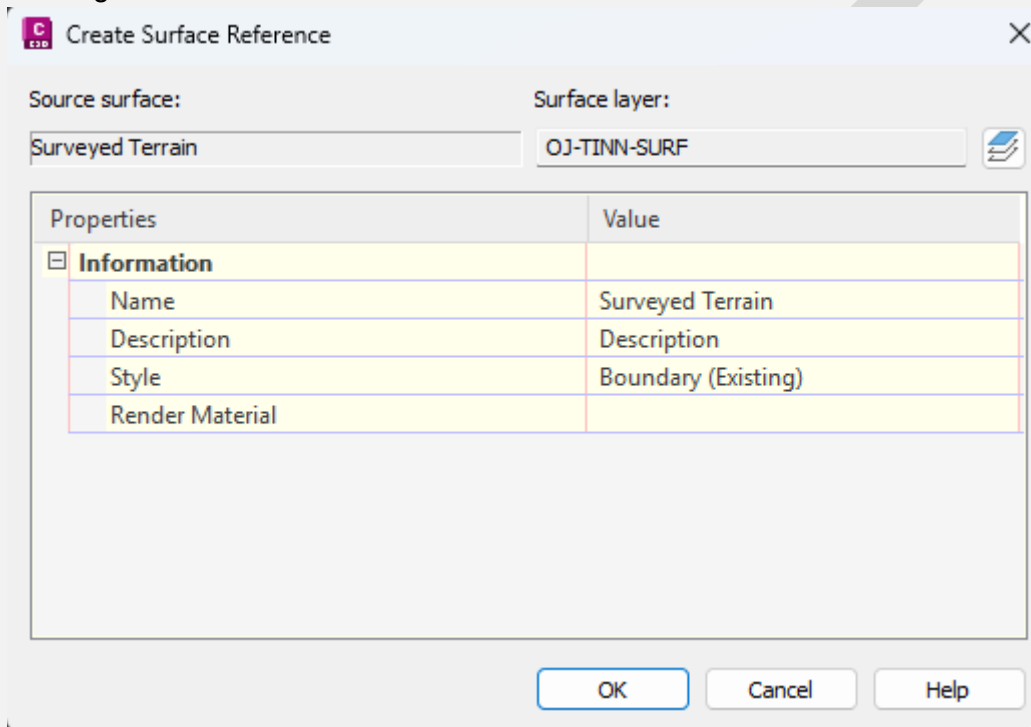 C
C3D
Create Surface Reference
Source surface:
Surface layer:
Surveyed Terrain
OJ-TINN-SURF
Properties
Value
Information
Name
Surveyed Terrain
Description
Description
Style
Boundary (Existing)
Render Material
OK
Cancel
Help